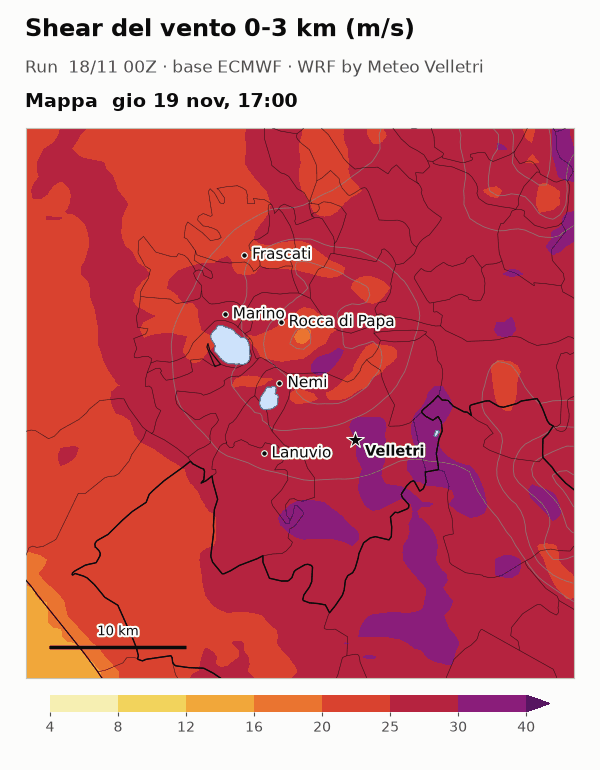 Shear del vento 0-3 km (m/s)
Run  18/11 00Z · base ECMWF · WRF by Meteo Velletri
Mappa  gio 19 nov, 17:00
Frascati
Marino
Rocca di Papa
Nemi
Velletri
Lanuvio
10 km
4 8 12 16 20 25 30 40